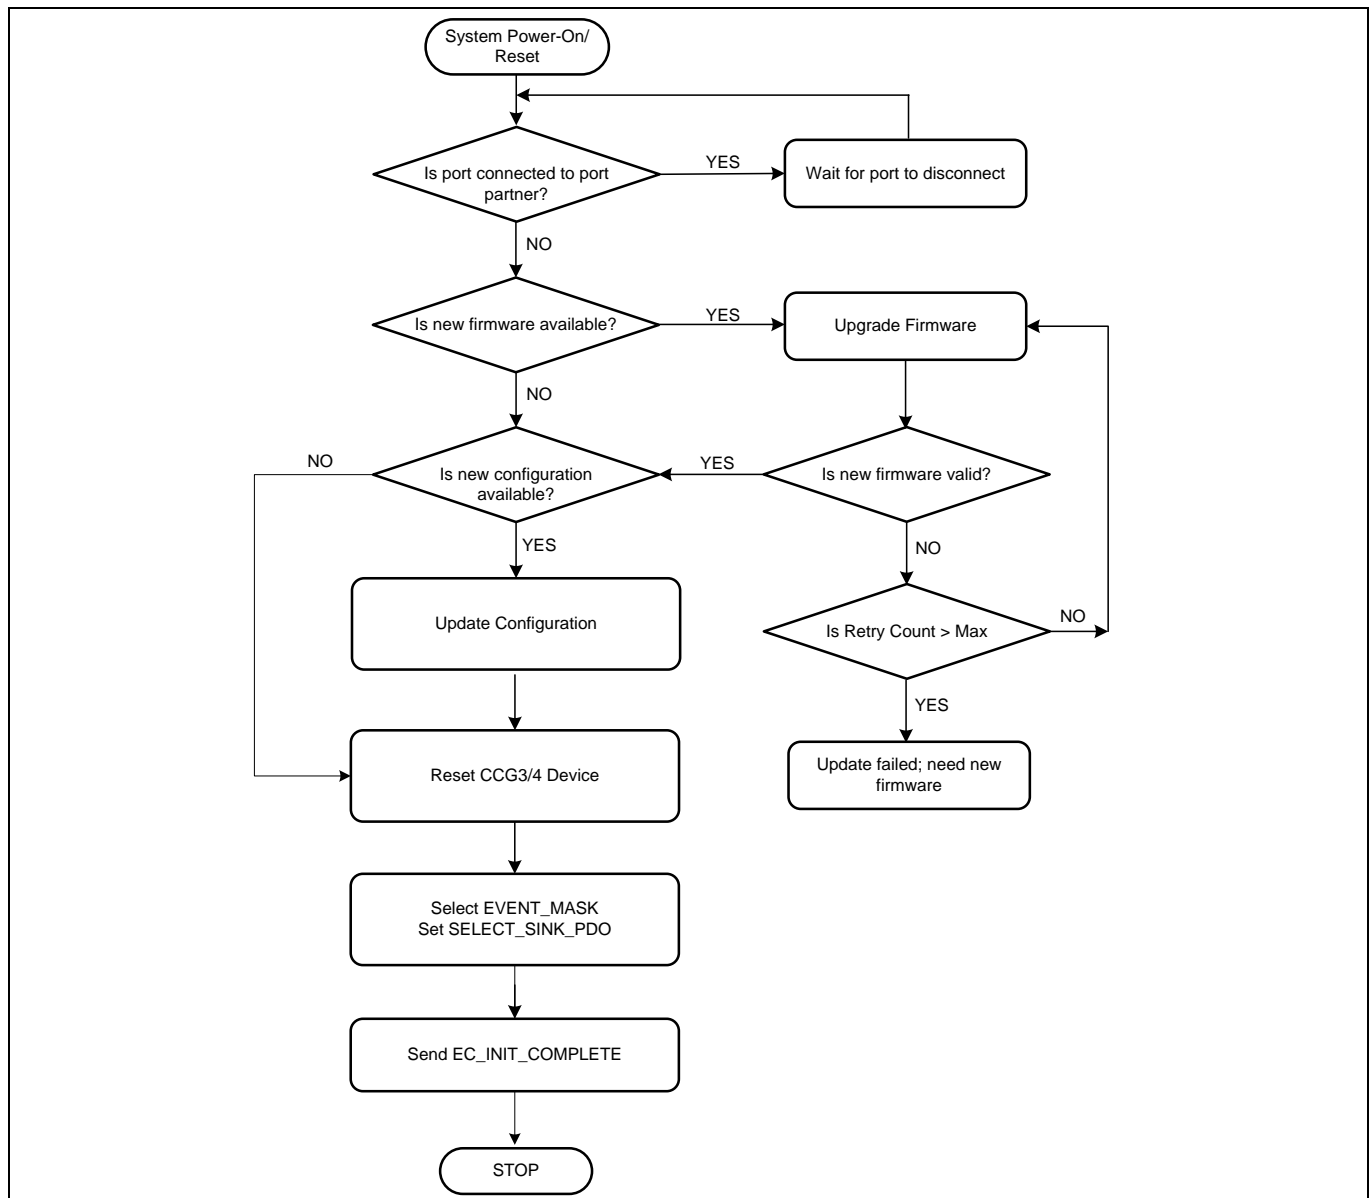 System Power-On/
Reset
Is port connected to port
partner?
YES
Wait for port to disconnect
NO
Is new firmware available?
YES
Upgrade Firmware
NO
NO
Is new configuration
available?
YES
Is new firmware valid?
YES
NO
Update Configuration
Is Retry Count > Max
NO
YES
Reset CCG3/4 Device
Update failed; need new
firmware
Select EVENT_MASK
Set SELECT_SINK_PDO
Send EC_INIT_COMPLETE
STOP